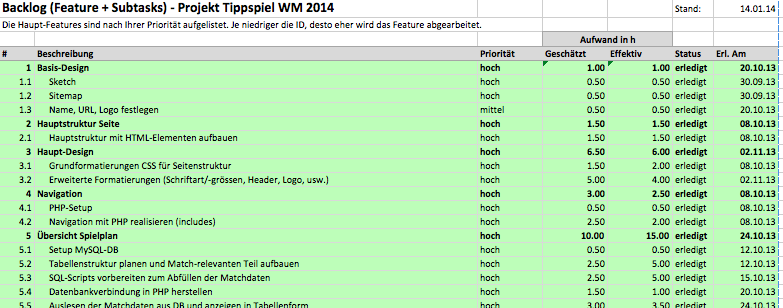 Backlog (Feature + Subtasks) - Projekt Tippspiel WM 2014 Stand: 14.01.14
Die Haupt-Features sind nach Ihrer Priorität aufgelistet. Je niedriger die ID, desto eher wird das Feature abgearbeitet.
Aufwand in h
# Beschreibung Priorität Geschätzt Effektiv Status Erl. Am
1 Basis-Design hoch 1.00 1.00 erledigt 20.10.13
1.1 Sketch hoch 0.50 0.50 erledigt 30.09.13
1.2 Sitemap hoch 0.50 0.50 erledigt 30.09.13
1.3 Name, URL, Logo festlegen mittel 0.50 0.50 erledigt 20.10.13
2 Hauptstruktur Seite hoch 1.50 1.50 erledigt 08.10.13
2.1 Hauptstruktur mit HTML-Elementen aufbauen hoch 1.50 1.50 erledigt 08.10.13
3 Haupt-Design hoch 6.50 6.00 erledigt 02.11.13
3.1 Grundformatierungen CSS für Seitenstruktur hoch 1.50 2.00 erledigt 08.10.13
3.2 Erweiterte Formatierungen (Schriftart/-grössen, Header, Logo, usw.) hoch 5.00 4.00 erledigt 02.11.13
4 Navigation hoch 3.00 2.50 erledigt 08.10.13
4.1 PHP-Setup hoch 0.50 0.50 erledigt 08.10.13
4.2 Navigation mit PHP realisieren (includes) hoch 2.50 2.00 erledigt 08.10.13
5 Übersicht Spielplan hoch 10.00 15.00 erledigt 24.10.13
5.1 Setup MySQL-DB hoch 0.50 0.50 erledigt 12.10.13
5.2 Tabellenstruktur planen und Match-relevanten Teil aufbauen hoch 2.50 5.00 erledigt 12.10.13
5.3 SQL-Scripts vorbereiten zum Abfüllen der Matchdaten hoch 2.50 5.00 erledigt 15.10.13
5.4 Datenbankverbindung in PHP herstellen hoch 1.50 1.00 erledigt 20.10.13
5.5 Auslesen der Matchdaten aus DB und anzeigen in Tabellenform hoch 3.00 3.50 erledigt 24.10.13